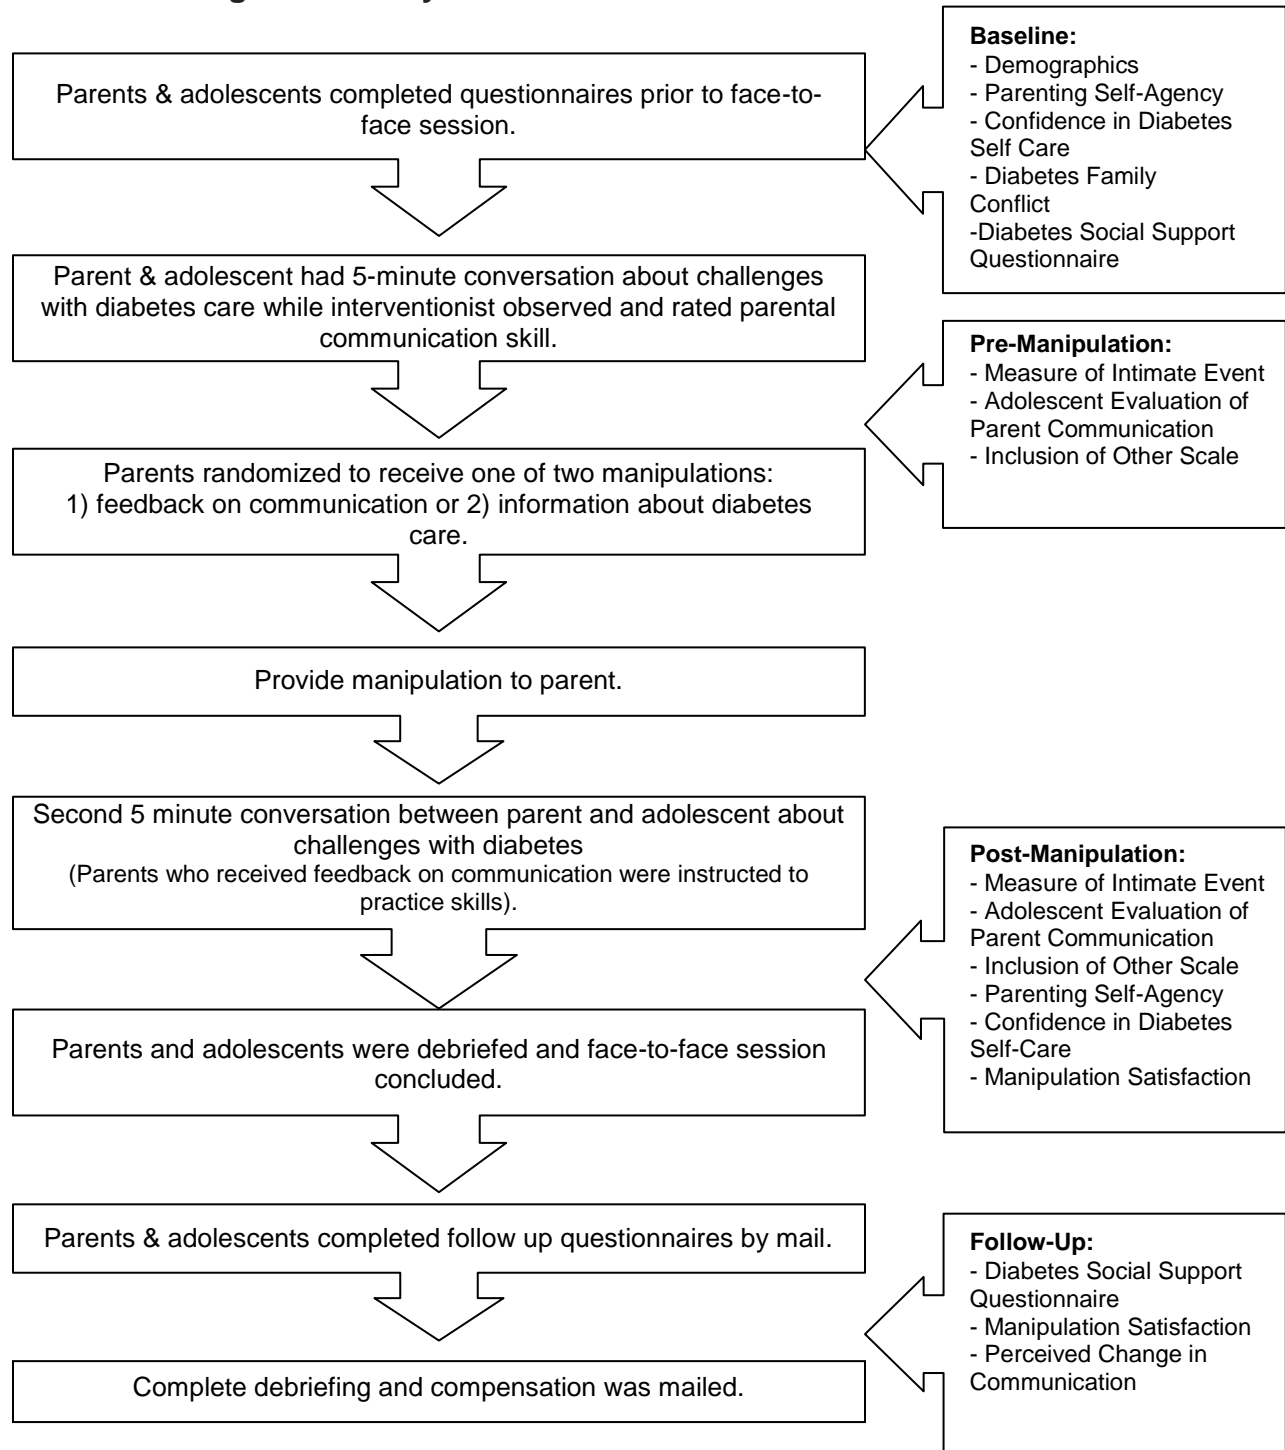 Parents & adolescents completed questionnaires prior to face-to-
face session.
Baseline:
- Demographics
- Parenting Self-Agency
- Confidence in Diabetes
Self Care
- Diabetes Family
Conflict
-Diabetes Social Support
Questionnaire
Parent & adolescent had 5-minute conversation about challenges
with diabetes care while interventionist observed and rated parental
communication skill.
Pre-Manipulation:
- Measure of Intimate Event
- Adolescent Evaluation of
Parent Communication
- Inclusion of Other Scale
Parents randomized to receive one of two manipulations:
1) feedback on communication or 2) information about diabetes
care.
Provide manipulation to parent.
Second 5 minute conversation between parent and adolescent about
challenges with diabetes
(Parents who received feedback on communication were instructed to
practice skills).
Post-Manipulation:
- Measure of Intimate Event
- Adolescent Evaluation of
Parent Communication
- Inclusion of Other Scale
- Parenting Self-Agency
- Confidence in Diabetes
Self-Care
- Manipulation Satisfaction
Parents and adolescents were debriefed and face-to-face session
concluded.
Parents & adolescents completed follow up questionnaires by mail.
Follow-Up:
- Diabetes Social Support
Questionnaire
- Manipulation Satisfaction
- Perceived Change in
Communication
Complete debriefing and compensation was mailed.